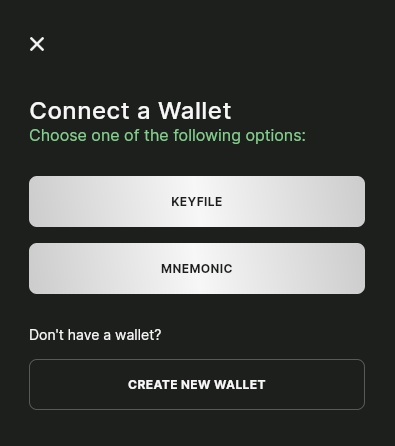 Connect a Wallet
Choose one of the following options:
KEYFILE
MNEMONIC
Don't have a wallet?
CREATE NEW WALLET